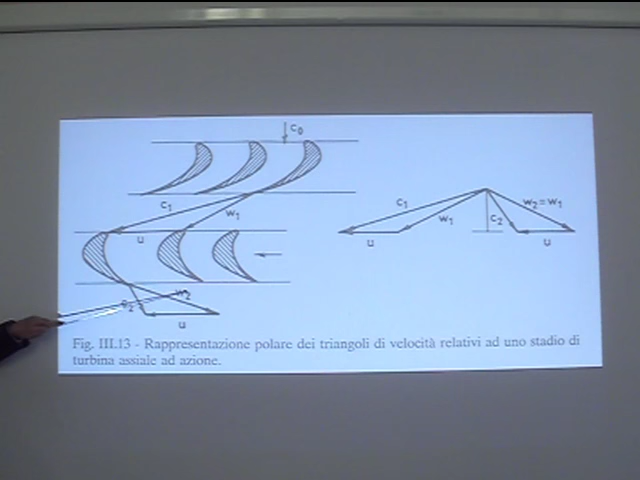 c0
c1
w1
u
c2
w2
u
c1
w1
c2
w2=w1
u
u
Fig. III.13 - Rappresentazione polare dei triangoli di velocità relativi ad uno stadio di
turbina assiale ad azione.